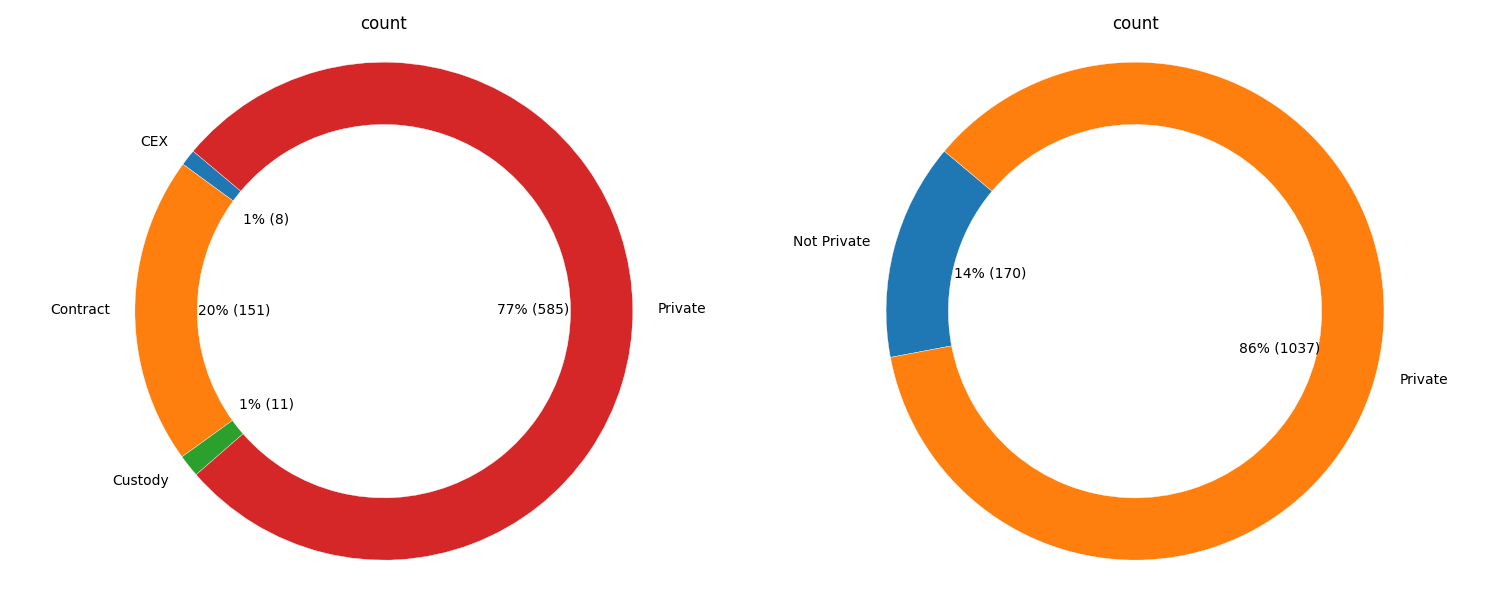 count
CEX
1% (8)
Contract
20% (151)
77% (585)
Private
1% (11)
Custody
count
Not Private
14% (170)
86% (1037)
Private